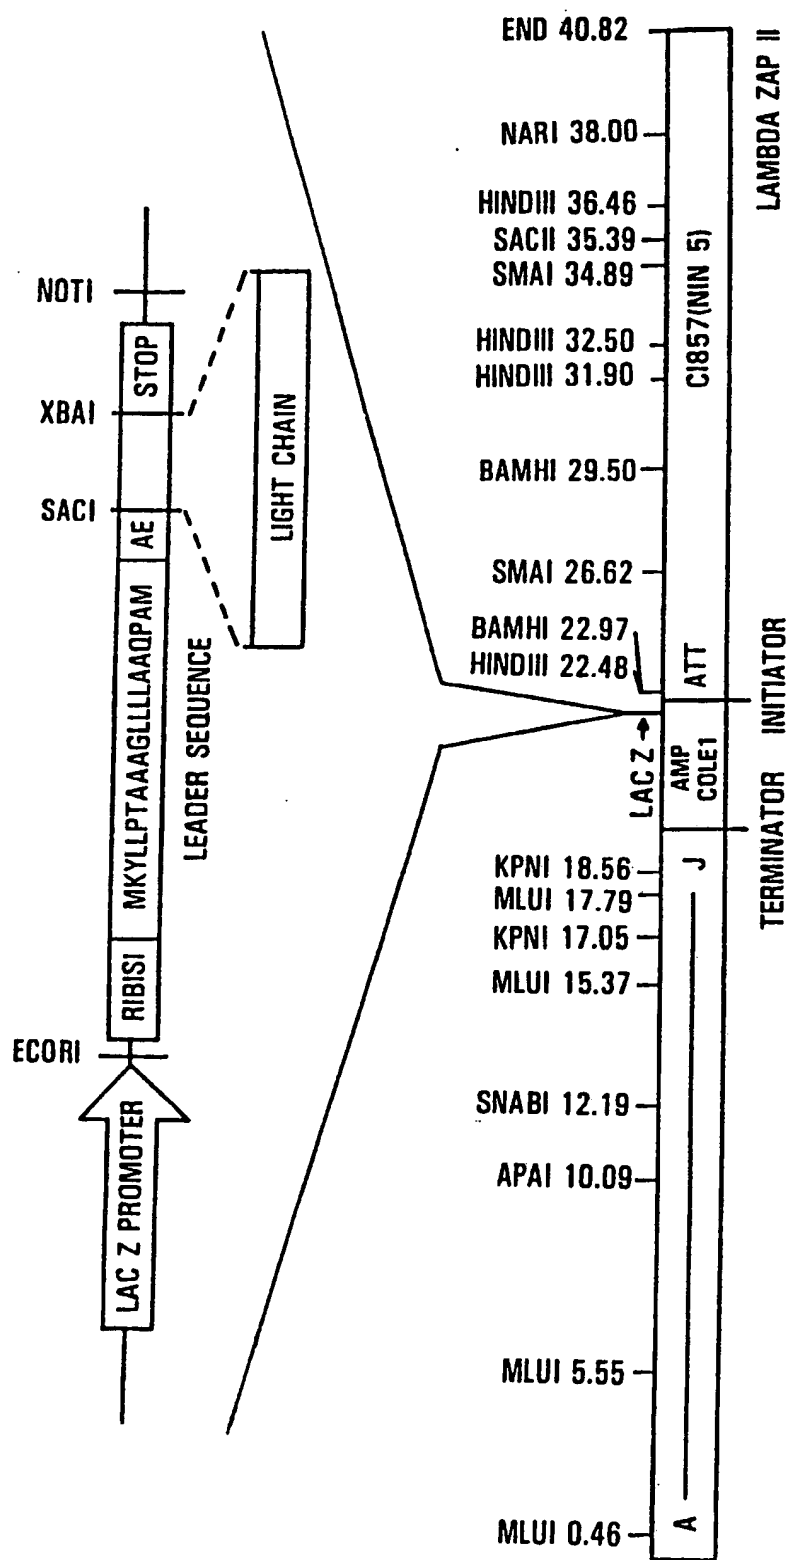 END 40.82
NARI 38.00
HINDIII 36.46
SACII 35.39
SMAI 34.89
HINDIII 32.50
HINDIII 31.90
BAMHI 29.50
SMAI 26.62
BAMHI 22.97
HINDIII 22.48
LAC Z
KPNI 18.56
MLUI 17.79
KPNI 17.05
MLUI 15.37
SNABI 12.19
APAI 10.09
MLUI 5.55
MLUI 0.46
LAMBDA ZAP II
CI857(NIN 5)
ATT
INITIATOR
AMP
COLE1
TERMINATOR
J
A
NOTI
STOP
XBAI
SACI
AE
LIGHT CHAIN
MKYLLPTAAAGLLLLAAQPAM
LEADER SEQUENCE
RIBISI
ECORI
LAC Z PROMOTER